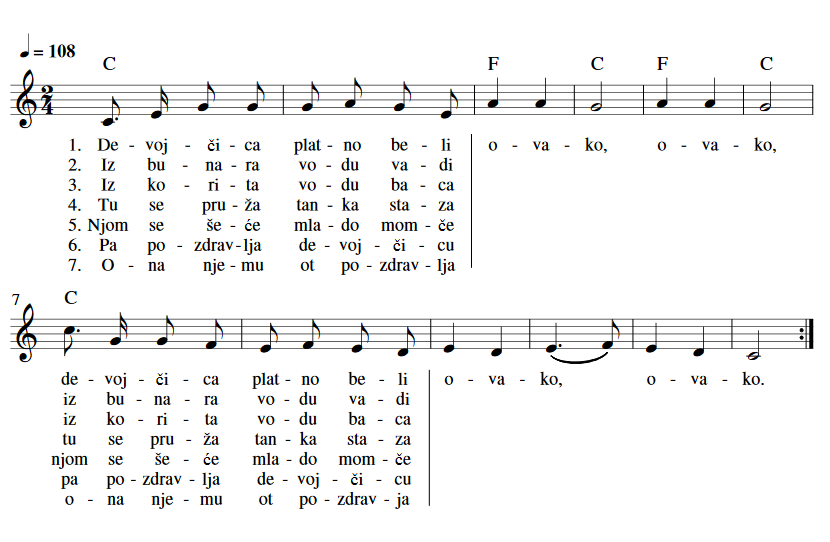 ♩ = 108
C F C F C
2/4
1. De - voj - či - ca plat - no be - li o - va - ko, o - va - ko,
2. Iz bu - na - ra vo - du va - di
3. Iz ko - ri - ta vo - du ba - ca
4. Tu se pru - ža tan - ka sta - za
5. Njom se še - će mla - do mom - če
6. Pa po - zdrav - lja de - voj - či - cu
7. O - na nje - mu ot po - zdrav - lja
7 C
de - voj - či - ca plat - no be - li o - va - ko, o - va - ko.
iz bu - na - ra vo - du va - di
iz ko - ri - ta vo - du ba - ca
tu se pru - ža tan - ka sta - za
njom se še - će mla - do mom - če
pa po - zdrav - lja de - voj - či - cu
o - na nje - mu ot po - zdrav - ja